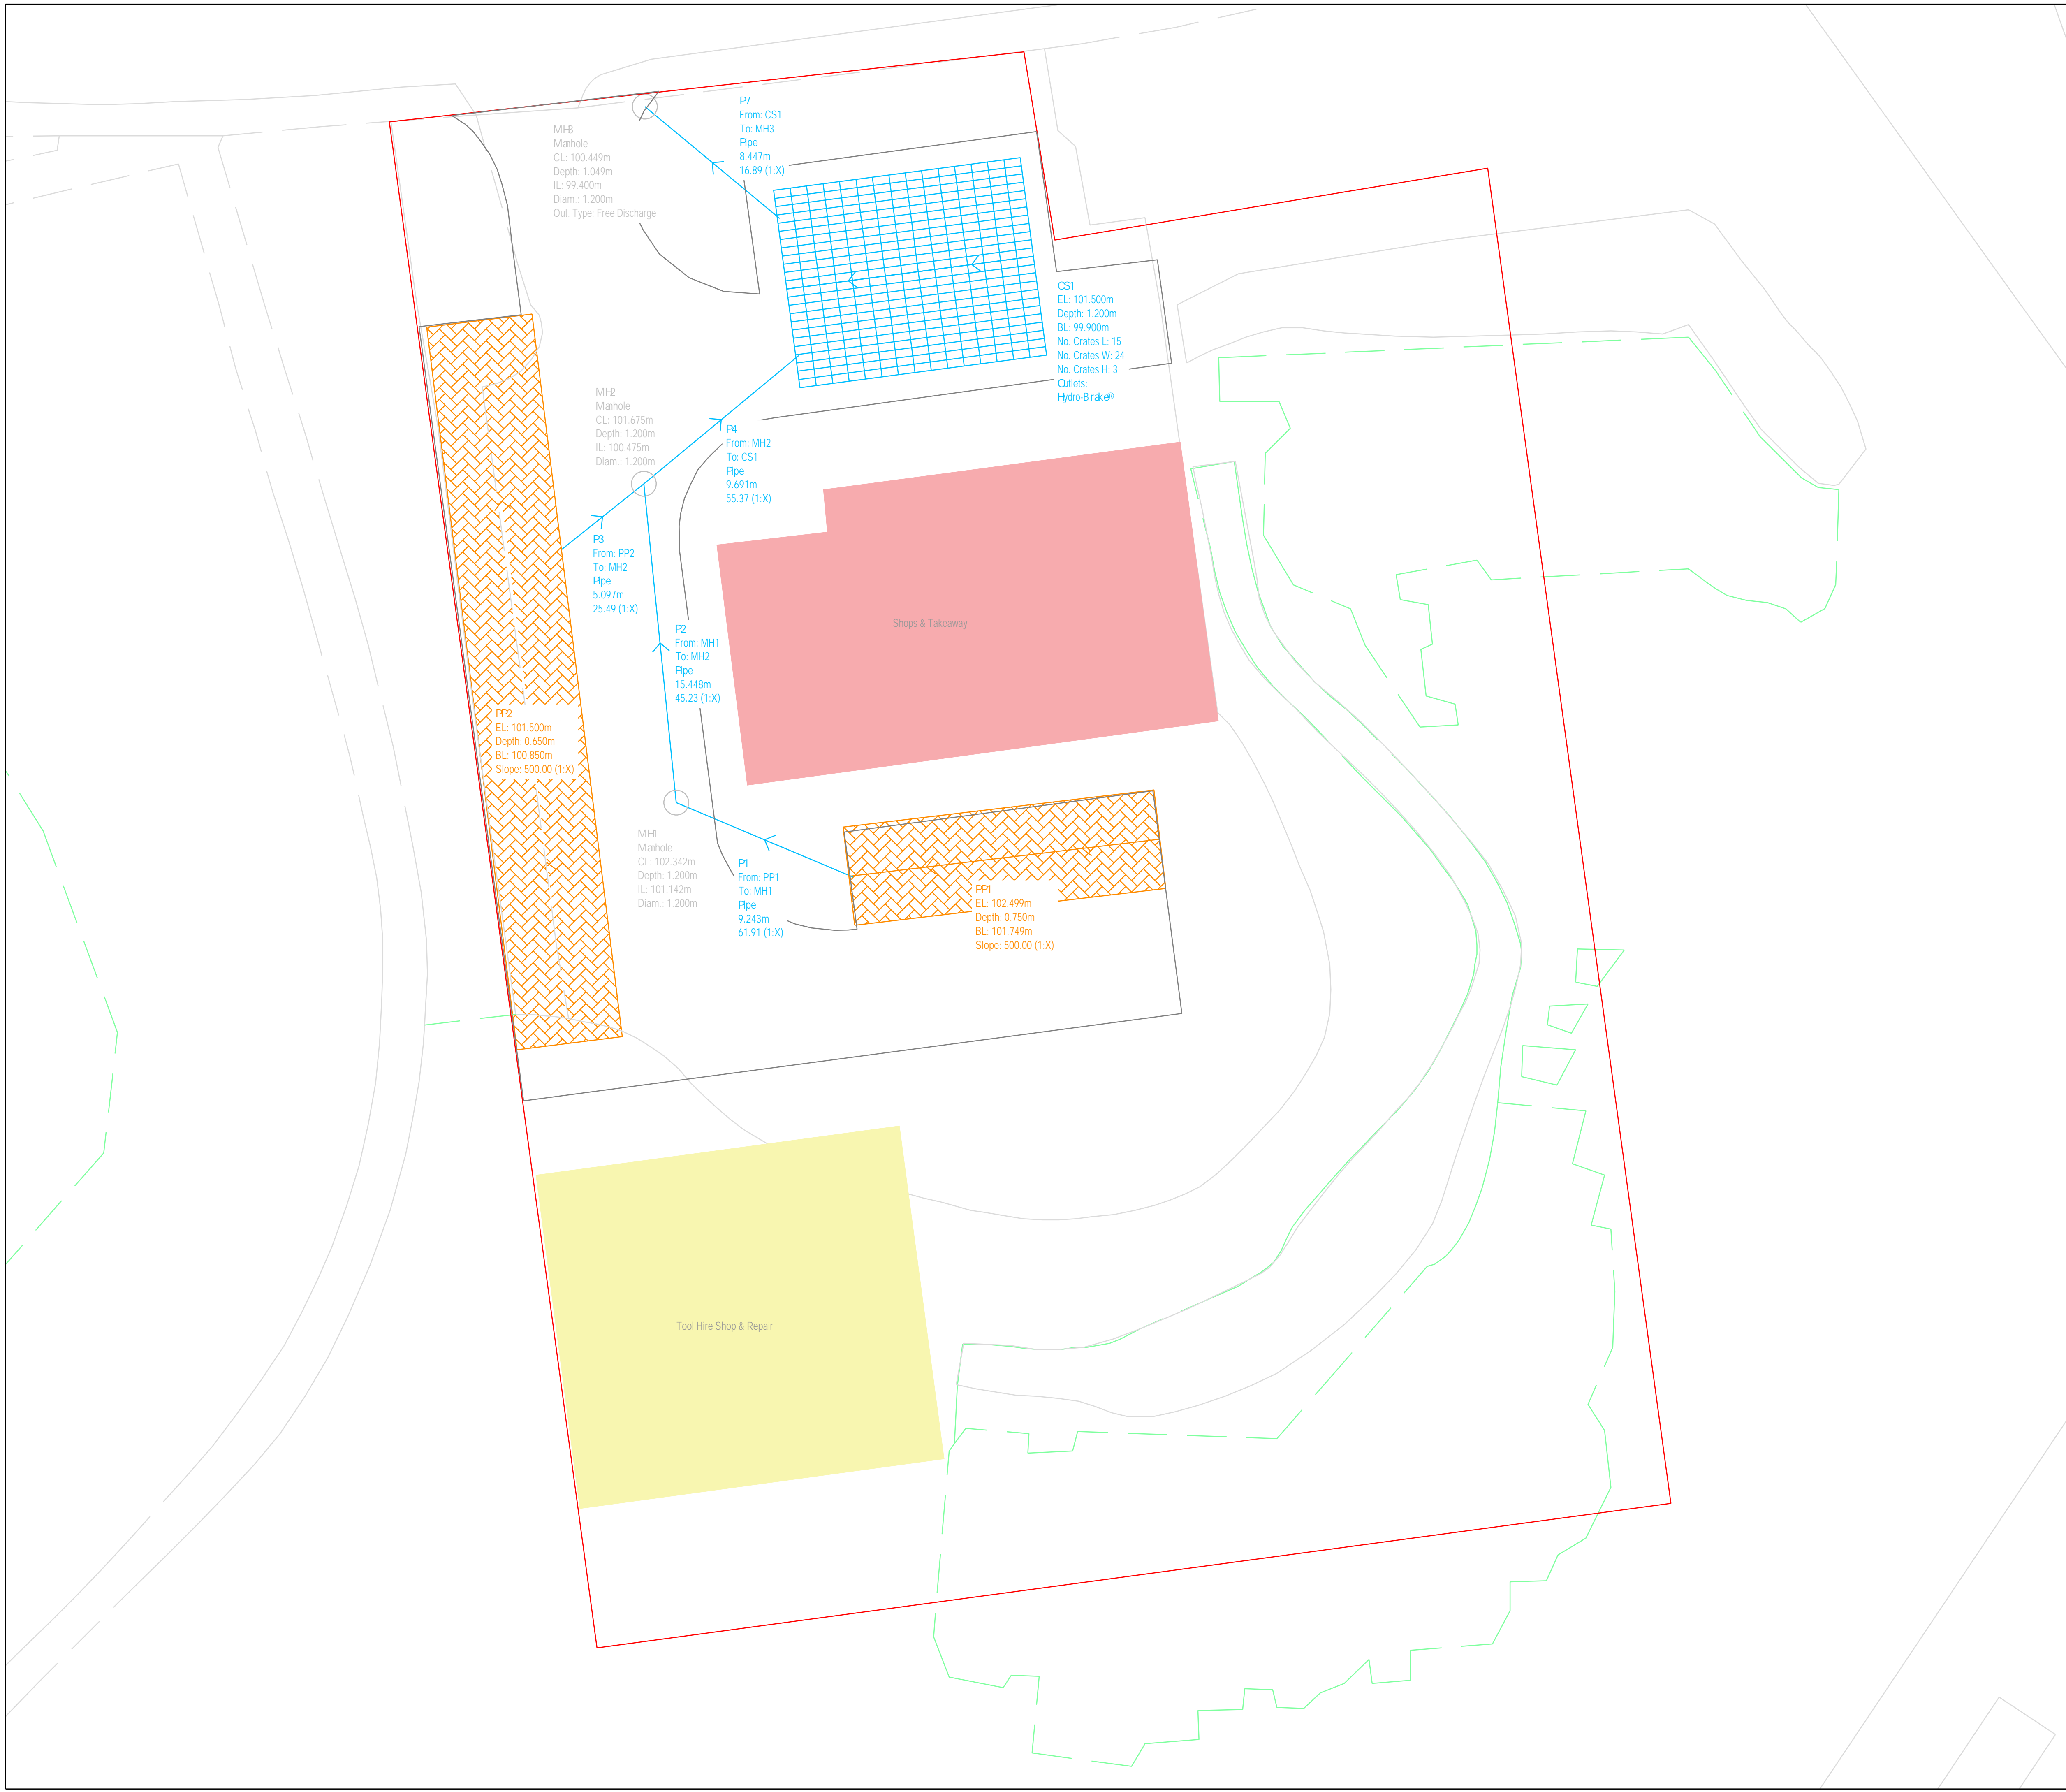 P7
From: CS1
To: MH3
Pipe
8.447m
16.89 (1:X)
MH3
Manhole
CL: 100.449m
Depth: 1.049m
IL: 99.400m
Diam.: 1.200m
Out. Type: Free Discharge
CS1
EL: 101.500m
Depth: 1.200m
BL: 99.900m
No. Crates L: 15
No. Crates W: 24
No. Crates H: 3
Outlets:
Hydro-Brake®
MH2
Manhole
CL: 101.675m
Depth: 1.200m
IL: 100.475m
Diam.: 1.200m
P4
From: MH2
To: CS1
Pipe
9.691m
55.37 (1:X)
P3
From: PP2
To: MH2
Pipe
5.097m
25.49 (1:X)
Shops & Takeaway
P2
From: MH1
To: MH2
Pipe
15.448m
45.23 (1:X)
PP2
EL: 101.500m
Depth: 0.650m
BL: 100.850m
Slope: 500.00 (1:X)
MH1
Manhole
CL: 102.342m
Depth: 1.200m
IL: 101.142m
Diam.: 1.200m
P1
From: PP1
To: MH1
Pipe
9.243m
61.91 (1:X)
PP1
EL: 102.499m
Depth: 0.750m
BL: 101.749m
Slope: 500.00 (1:X)
Tool Hire Shop & Repair